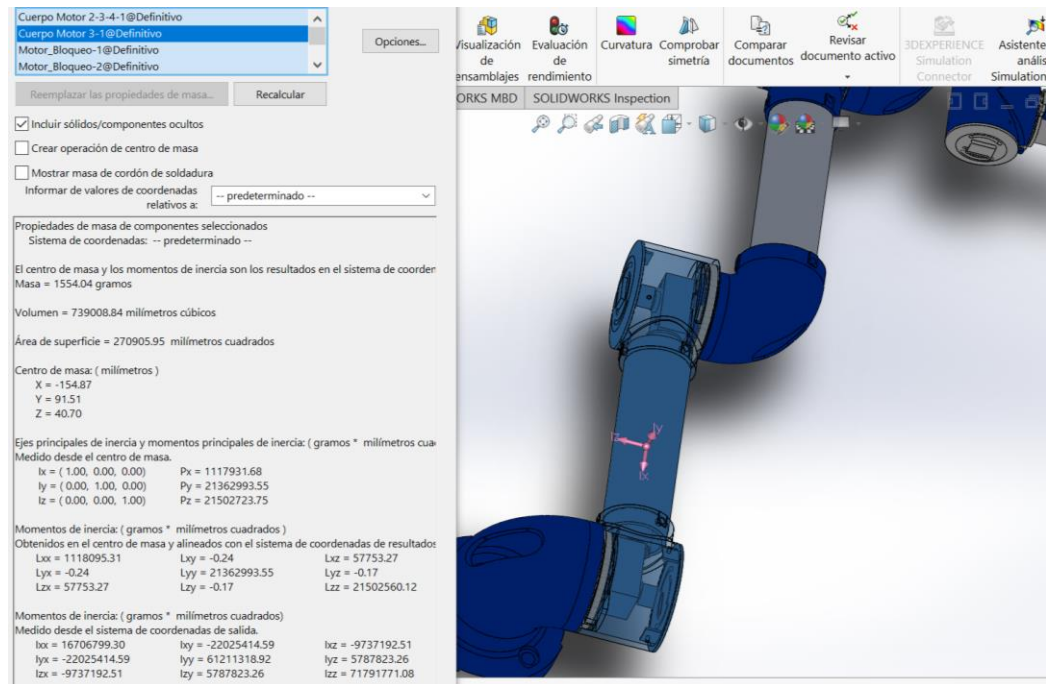 Cuerpo Motor 2-3-4-1@Definitivo
Cuerpo Motor 3-1@Definitivo
Motor_Bloqueo-1@Definitivo
Motor_Bloqueo-2@Definitivo
Opciones...
Reemplazar las propiedades de masa...
Recalcular
Incluir sólidos/componentes ocultos
Crear operación de centro de masa
Mostrar masa de cordón de soldadura
Informar de valores de coordenadas
relativos a:
-- predeterminado --
Propiedades de masa de componentes seleccionados
Sistema de coordenadas: -- predeterminado --
El centro de masa y los momentos de inercia son los resultados en el sistema de coorden
Masa = 1554.04 gramos
Volumen = 739008.84 milímetros cúbicos
Área de superficie = 270905.95 milímetros cuadrados
Centro de masa: ( milímetros )
X = -154.87
Y = 91.51
Z = 40.70
Ejes principales de inercia y momentos principales de inercia: ( gramos * milímetros cua
Medido desde el centro de masa.
Ix = ( 1.00, 0.00, 0.00) Px = 1117931.68
Iy = ( 0.00, 1.00, 0.00) Py = 21362993.55
Iz = ( 0.00, 0.00, 1.00) Pz = 21502723.75
Momentos de inercia: ( gramos * milímetros cuadrados )
Obtenidos en el centro de masa y alineados con el sistema de coordenadas de resultados
Lxx = 1118095.31 Lxy = -0.24 Lxz = 57753.27
Lyx = -0.24 Lyy = 21362993.55 Lyz = -0.17
Lzx = 57753.27 Lzy = -0.17 Lzz = 21502560.12
Momentos de inercia: ( gramos * milímetros cuadrados)
Medido desde el sistema de coordenadas de salida.
Ixx = 16706799.30 Ixy = -22025414.59 Ixz = -9737192.51
Iyx = -22025414.59 Iyy = 61211318.92 Iyz = 5787823.26
Izx = -9737192.51 Izy = 5787823.26 Izz = 71791771.08
Visualización
de
ensamblajes
Evaluación
de
rendimiento
Curvatura
Comprobar
simetría
Comparar
documentos
Revisar
documento activo
3DEXPERIENCE
Simulation
Connector
Asistente
anális
Simulation
ORKS MBD
SOLIDWORKS Inspection
Iz
Iy
Ix